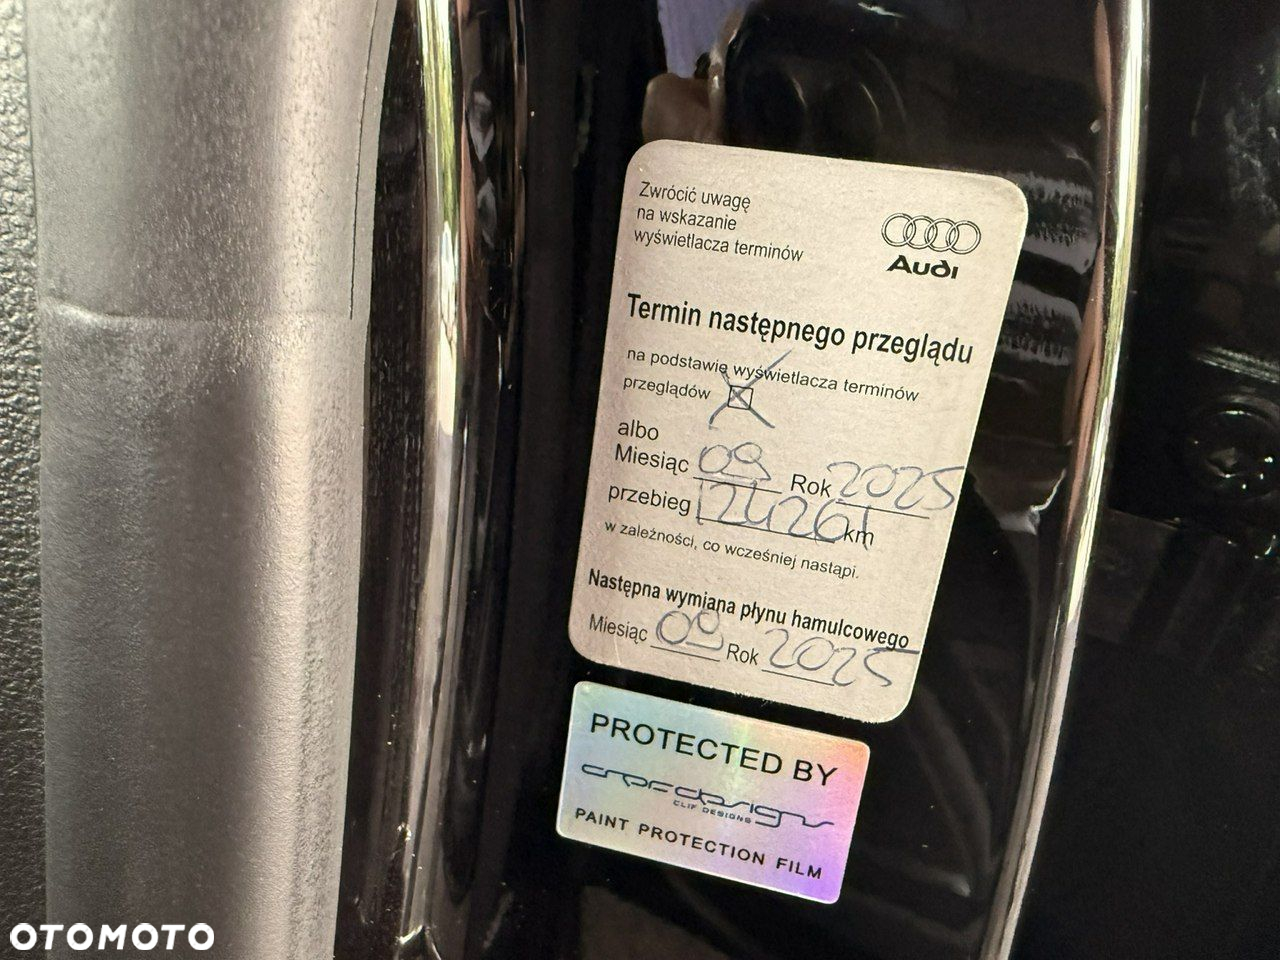 Zwrócić uwagę
na wskazanie
wyświetlacza terminów
Audi
Termin następnego przeglądu
na podstawie wyświetlacza terminów
przeglądów
albo
Miesiąc 09 Rok 2025
przebieg 124261 km
w zależności, co wcześniej nastąpi.
Następna wymiana płynu hamulcowego
Miesiąc 09 Rok 2025
PROTECTED BY
CLIF DESIGNS
PAINT PROTECTION FILM
OTOMOTO